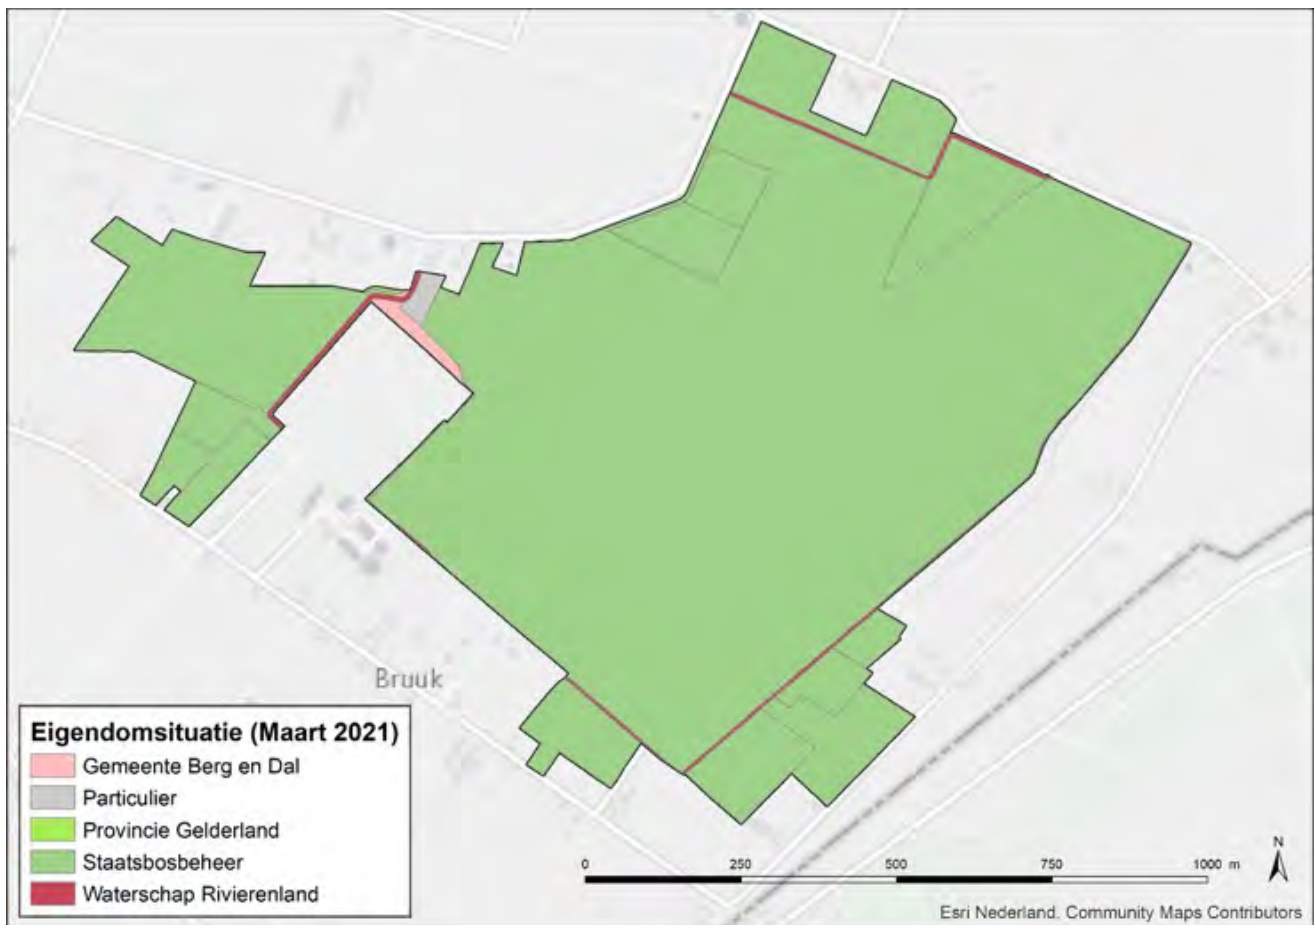 Bruuk
Eigendomsituatie (Maart 2021)
Gemeente Berg en Dal
Particulier
Provincie Gelderland
Staatsbosbeheer
Waterschap Rivierenland
0 250 500 750 1000 m
N
Esri Nederland. Community Maps Contributors